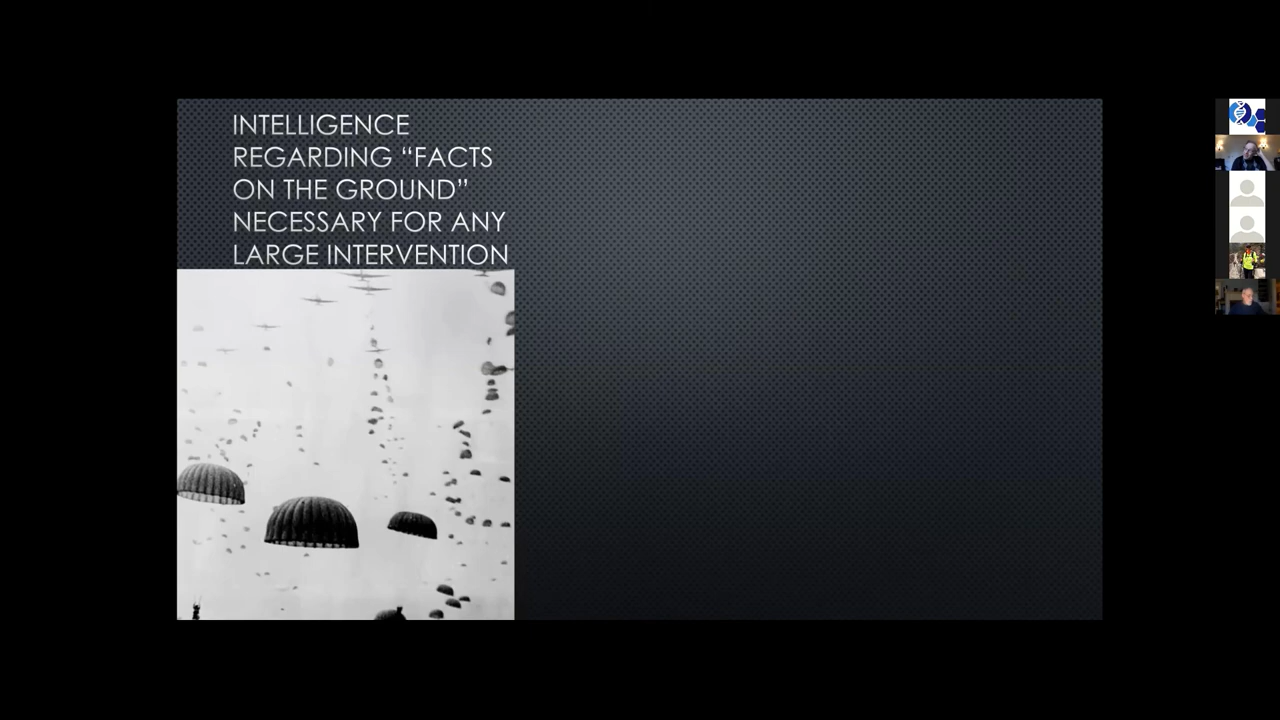 INTELLIGENCE
REGARDING “FACTS
ON THE GROUND”
NECESSARY FOR ANY
LARGE INTERVENTION